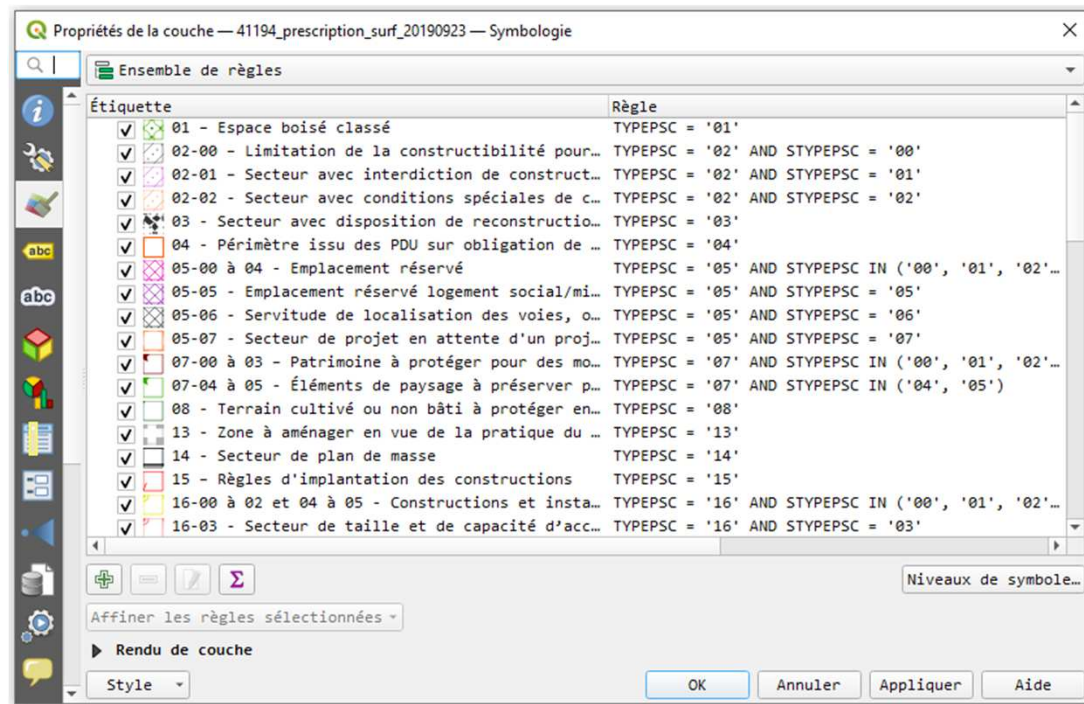 Propriétés de la couche — 41194_prescription_surf_20190923 — Symbologie
Ensemble de règles
Étiquette Règle
01 – Espace boisé classé TYPEPSC = '01'
02-00 – Limitation de la constructibilité pour… TYPEPSC = '02' AND STYPEPSC = '00'
02-01 – Secteur avec interdiction de construct… TYPEPSC = '02' AND STYPEPSC = '01'
02-02 – Secteur avec conditions spéciales de c… TYPEPSC = '02' AND STYPEPSC = '02'
03 - Secteur avec disposition de reconstructio… TYPEPSC = '03'
04 - Périmètre issu des PDU sur obligation de … TYPEPSC = '04'
05-00 à 04 - Emplacement réservé TYPEPSC = '05' AND STYPEPSC IN ('00', '01', '02'…
05-05 - Emplacement réservé logement social/mi… TYPEPSC = '05' AND STYPEPSC = '05'
05-06 - Servitude de localisation des voies, o… TYPEPSC = '05' AND STYPEPSC = '06'
05-07 - Secteur de projet en attente d'un proj… TYPEPSC = '05' AND STYPEPSC = '07'
07-00 à 03 – Patrimoine à protéger pour des mo… TYPEPSC = '07' AND STYPEPSC IN ('00', '01', '02'…
07-04 à 05 - Éléments de paysage à préserver p… TYPEPSC = '07' AND STYPEPSC IN ('04', '05')
08 - Terrain cultivé ou non bâti à protéger en… TYPEPSC = '08'
13 - Zone à aménager en vue de la pratique du … TYPEPSC = '13'
14 - Secteur de plan de masse TYPEPSC = '14'
15 – Règles d'implantation des constructions TYPEPSC = '15'
16-00 à 02 et 04 à 05 - Constructions et insta… TYPEPSC = '16' AND STYPEPSC IN ('00', '01', '02'…
16-03 - Secteur de taille et de capacité d’acc… TYPEPSC = '16' AND STYPEPSC = '03'
abc
abc
Σ
Niveaux de symbole…
Affiner les règles sélectionnées
Rendu de couche
Style OK Annuler Appliquer Aide